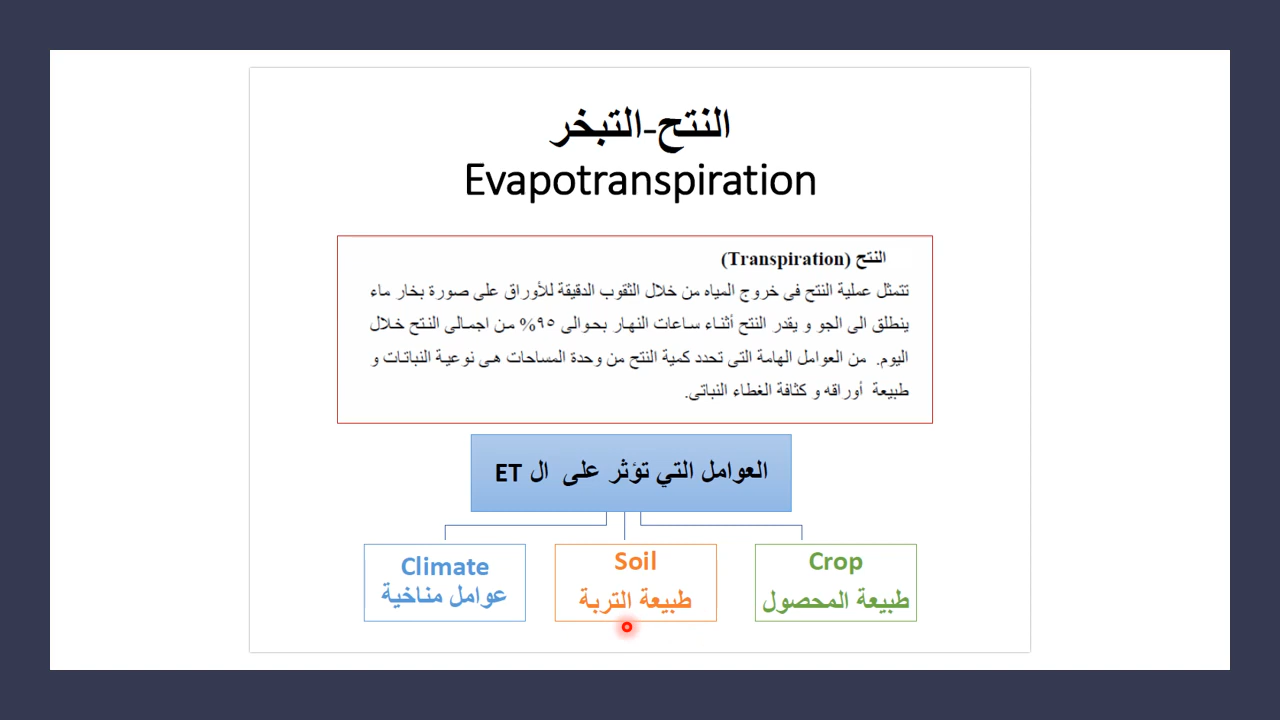 النتح-التبخر
Evapotranspiration
النتح (Transpiration)
تتمثل عملية النتح فى خروج المياه من خلال الثقوب الدقيقة للأوراق على صورة بخار ماء
ينطلق الى الجو و يقدر النتح أثناء ساعات النهار بحوالى ٩٥% من اجمالى النتح خلال
اليوم. من العوامل الهامة التى تحدد كمية النتح من وحدة المساحات هى نوعية النباتات و
طبيعة أوراقه و كثافة الغطاء النباتى.
العوامل التي تؤثر على ال ET
Climate
عوامل مناخية
Soil
طبيعة التربة
Crop
طبيعة المحصول